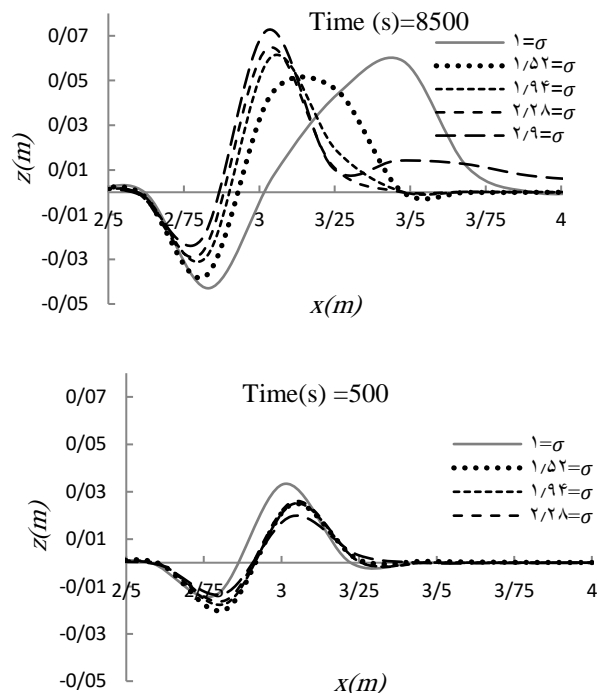 Time (s)=8500
۱=σ
۱٫۵۲=σ
۱٫۹۴=σ
۲٫۲۸=σ
۲٫۹=σ
0/07
0/05
0/03
0/01
-0/01
-0/03
-0/05
z(m)
2/5 2/75 3 3/25 3/5 3/75 4
x(m)
Time(s) =500
۱=σ
۱٫۵۲=σ
۱٫۹۴=σ
۲٫۲۸=σ
0/07
0/05
0/03
0/01
-0/01
-0/03
-0/05
z(m)
2/5 2/75 3 3/25 3/5 3/75 4
x(m)